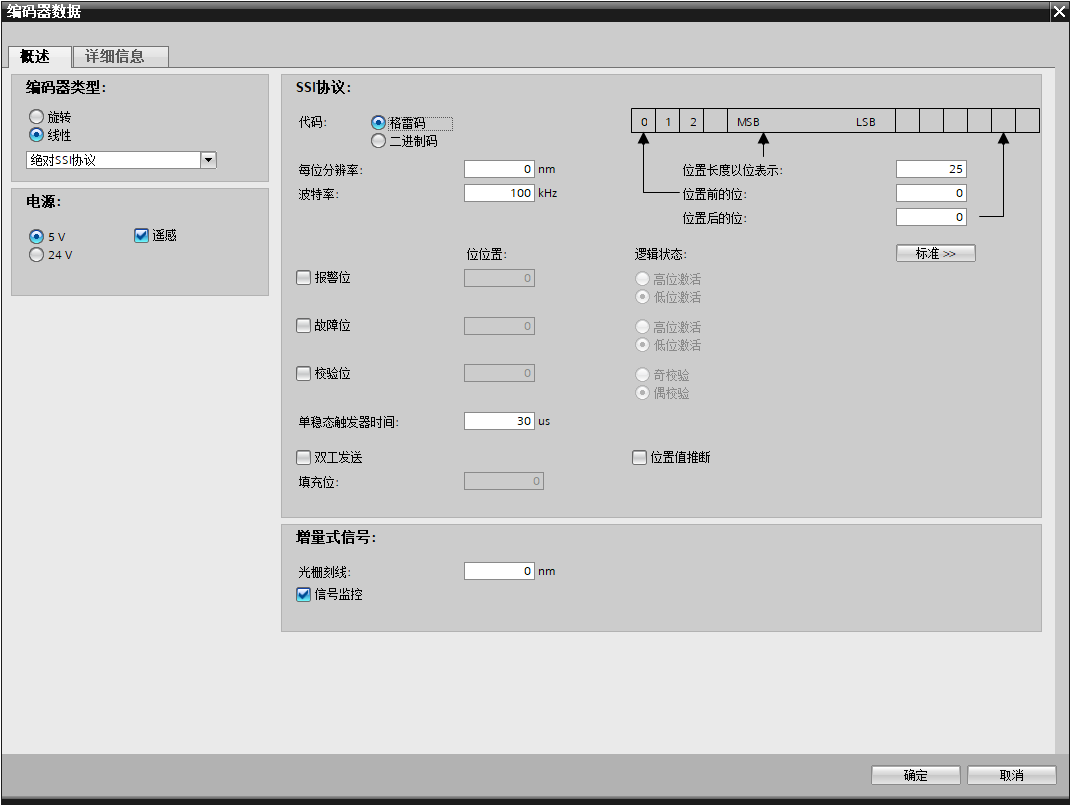 编码器数据
概述 详细信息
编码器类型:
旋转
线性
绝对SSI协议
电源:
5 V
24 V
遥感
SSI协议:
代码:
格雷码
二进制码
每位分辨率: 0 nm
波特率: 100 kHz
0 1 2 MSB LSB
位置长度以位表示: 25
位置前的位: 0
位置后的位: 0
标准 >>
位位置: 逻辑状态:
报警位 0
高位激活
低位激活
故障位 0
高位激活
低位激活
校验位 0
奇校验
偶校验
单稳态触发器时间: 30 us
双工发送 位置值推断
填充位: 0
增量式信号:
光栅刻线: 0 nm
信号监控
确定 取消